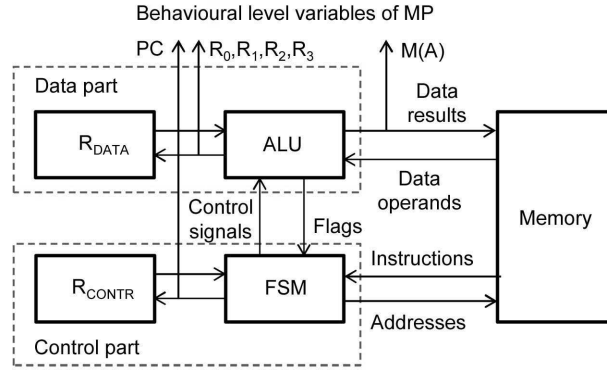 Behavioural level variables of MP
PC
R0,R1,R2,R3
M(A)
Data part
Data
results
RDATA
ALU
Data
operands
Control
signals
Flags
Memory
Instructions
RCONTR
FSM
Addresses
Control part